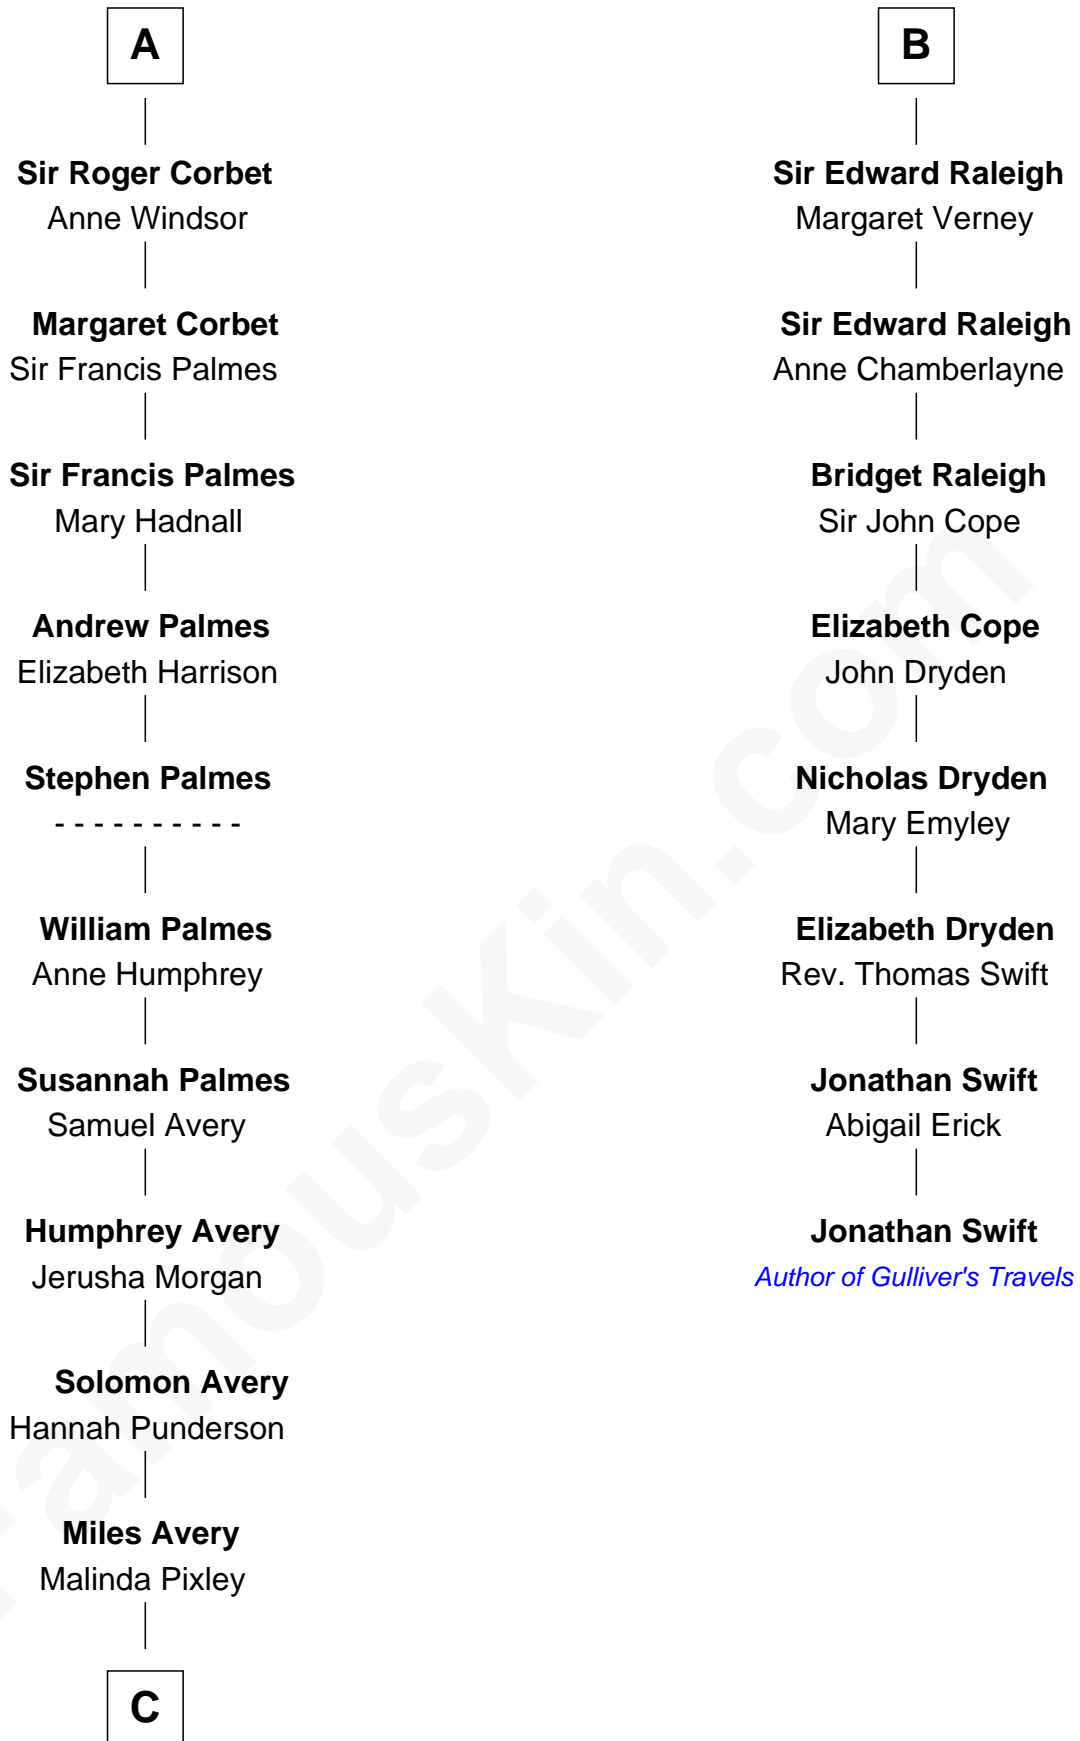 A
Sir Roger Corbet
Anne Windsor
Margaret Corbet
Sir Francis Palmes
Sir Francis Palmes
Mary Hadnall
Andrew Palmes
Elizabeth Harrison
Stephen Palmes
- - - - - - - - - -
William Palmes
Anne Humphrey
Susannah Palmes
Samuel Avery
Humphrey Avery
Jerusha Morgan
Solomon Avery
Hannah Punderson
Miles Avery
Malinda Pixley
C
B
Sir Edward Raleigh
Margaret Verney
Sir Edward Raleigh
Anne Chamberlayne
Bridget Raleigh
Sir John Cope
Elizabeth Cope
John Dryden
Nicholas Dryden
Mary Emyley
Elizabeth Dryden
Rev. Thomas Swift
Jonathan Swift
Abigail Erick
Jonathan Swift
Author of Gulliver's Travels
FamousKin.com